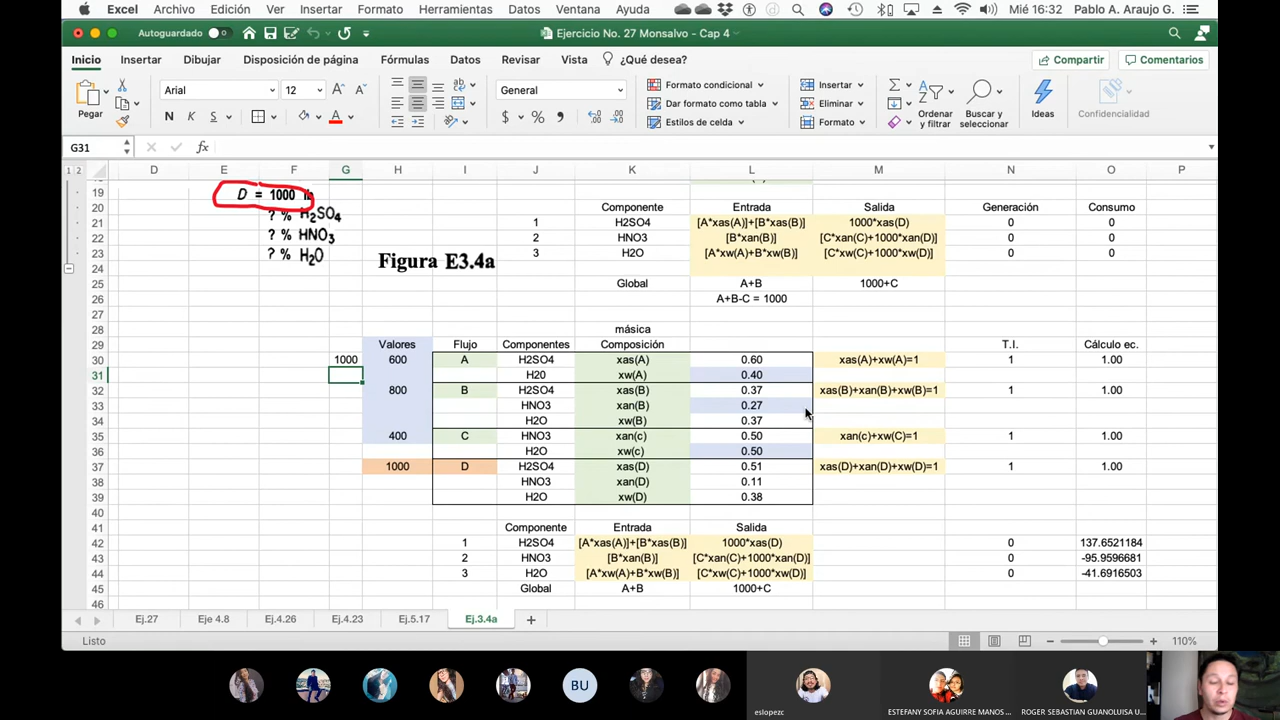 Excel Archivo Edición Ver Insertar Formato Herramientas Datos Ventana Ayuda Mié 16:32 Pablo A. Araujo G.
Autoguardado Ejercicio No. 27 Monsalvo - Cap 4
Inicio Insertar Dibujar Disposición de página Fórmulas Datos Revisar Vista ¿Qué desea? Compartir Comentarios
Pegar Arial 12 General Formato condicional Insertar
Dar formato como tabla Eliminar
Estilos de celda Formato
Ordenar y filtrar Buscar y seleccionar Ideas Confidencialidad
N K S A $ % 000
G31 fx
1 2 D E F G H I J K L M N O P
19 D = 1000 lb
20 ? % H2SO4 Componente Entrada Salida Generación Consumo
21 1 H2SO4 [A*xas(A)]+[B*xas(B)] 1000*xas(D) 0 0
22 ? % HNO3 2 HNO3 [B*xan(B)] [C*xan(C)+1000*xan(D)] 0 0
23 ? % H2O 3 H2O [A*xw(A)+B*xw(B)] [C*xw(C)+1000*xw(D)] 0 0
Figura E3.4a
24
25 Global A+B 1000+C
26 A+B-C = 1000
28 másica
29 Valores Flujo Componentes Composición T.I. Cálculo ec.
30 1000 600 A H2SO4 xas(A) 0.60 xas(A)+xw(A)=1 1 1.00
31 H20 xw(A) 0.40
32 800 B H2SO4 xas(B) 0.37 xas(B)+xan(B)+xw(B)=1 1 1.00
33 HNO3 xan(B) 0.27
34 H2O xw(B) 0.37
35 400 C HNO3 xan(c) 0.50 xan(c)+xw(C)=1 1 1.00
36 H2O xw(c) 0.50
37 1000 D H2SO4 xas(D) 0.51 xas(D)+xan(D)+xw(D)=1 1 1.00
38 HNO3 xan(D) 0.11
39 H2O xw(D) 0.38
40
41 Componente Entrada Salida
42 1 H2SO4 [A*xas(A)]+[B*xas(B)] 1000*xas(D) 0 137.6521184
43 2 HNO3 [B*xan(B)] [C*xan(C)+1000*xan(D)] 0 -95.9596681
44 3 H2O [A*xw(A)+B*xw(B)] [C*xw(C)+1000*xw(D)] 0 -41.6916503
45 Global A+B 1000+C
46
Ej.27 Eje 4.8 Ej.4.26 Ej.4.23 Ej.5.17 Ej.3.4a +
Listo 110%
BU
eslopezc ESTEFANY SOFIA AGUIRRE MANOS ... ROGER SEBASTIAN GUANOLUISA U...